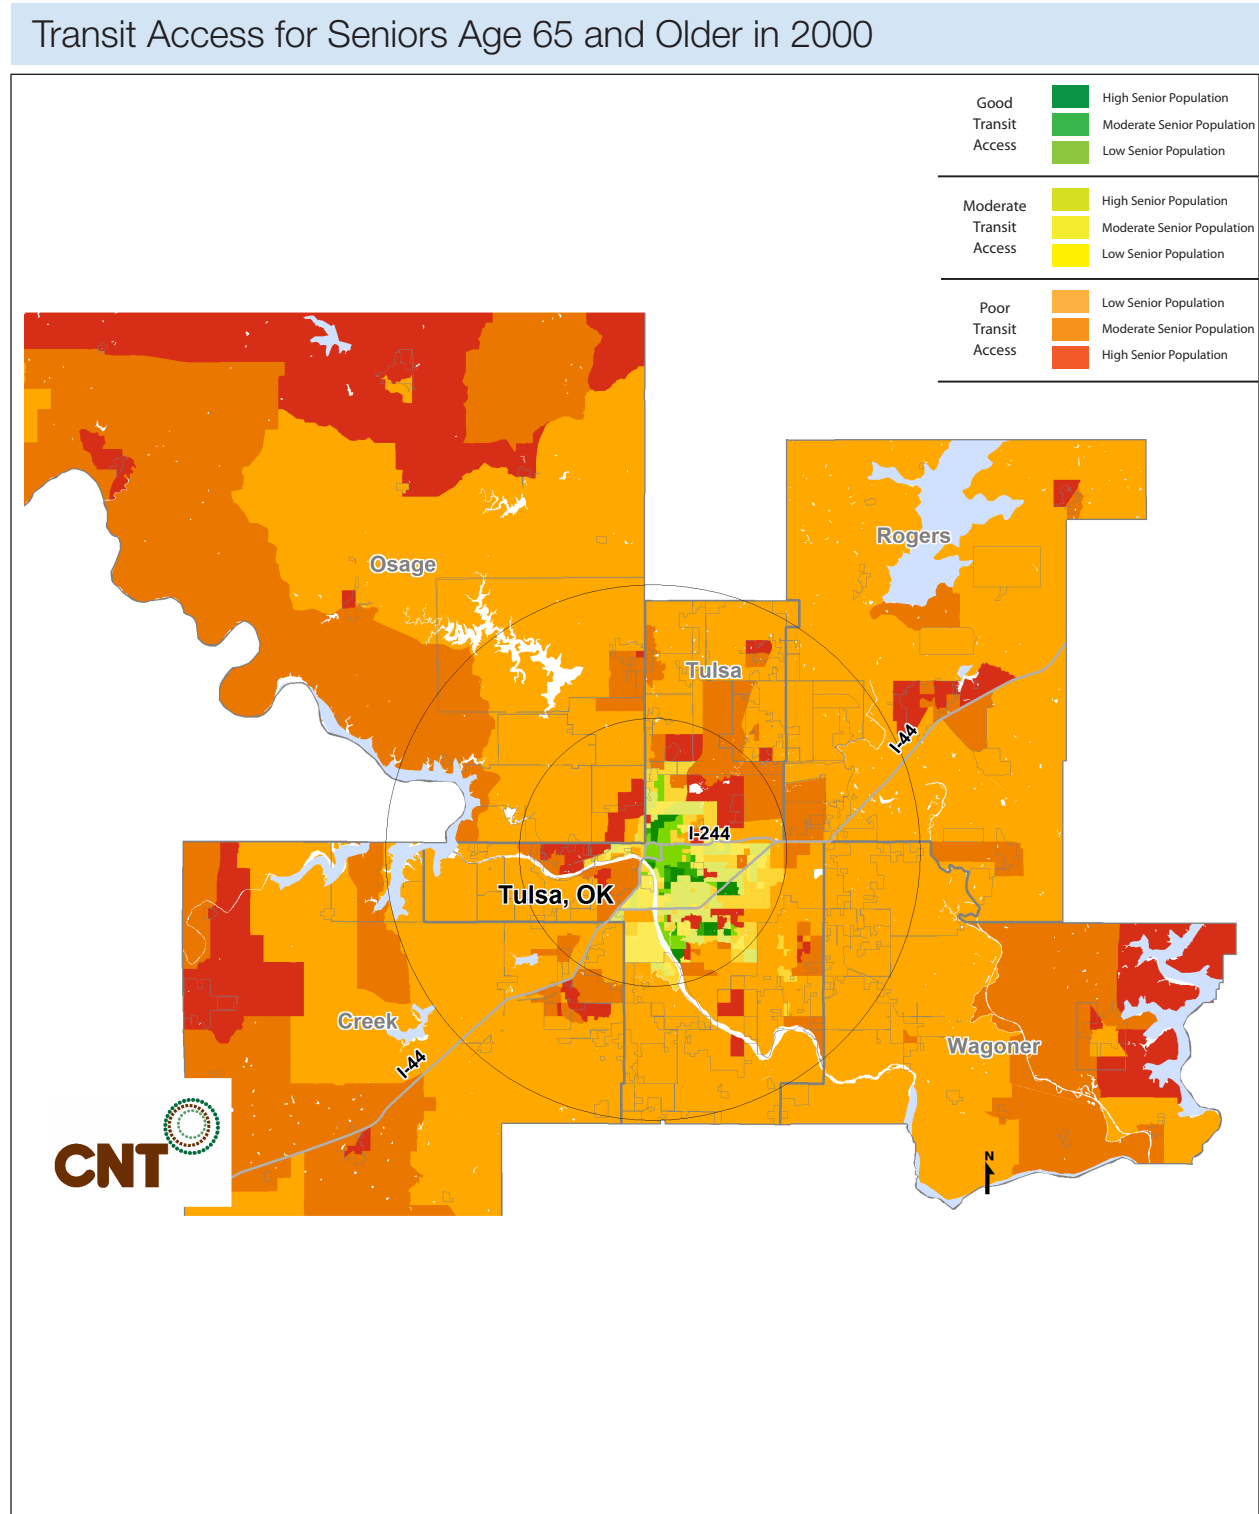 Transit Access for Seniors Age 65 and Older in 2000
Good
Transit
Access
High Senior Population
Moderate Senior Population
Low Senior Population
Moderate
Transit
Access
High Senior Population
Moderate Senior Population
Low Senior Population
Poor
Transit
Access
Low Senior Population
Moderate Senior Population
High Senior Population
Osage
Rogers
Tulsa
I-44
I-244
Tulsa, OK
Creek
I-44
Wagoner
CNT
N